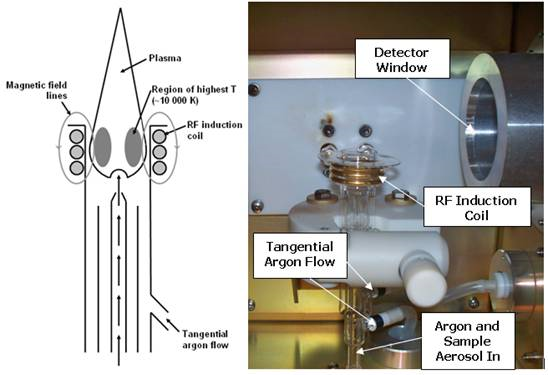 Plasma
Magnetic field
lines
Region of highest T
(~10 000 K)
RF induction
coil
Tangential
argon flow
Detector
Window
RF Induction
Coil
Tangential
Argon Flow
Argon and
Sample
Aerosol In